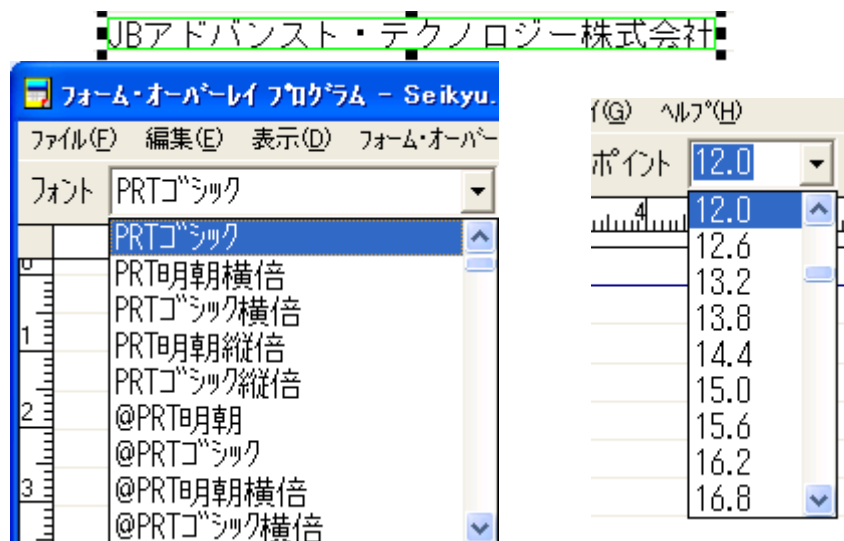 JBアドバンスト・テクノロジー株式会社
フォーム・オーバーレイ プログラム - Seikyu.
ファイル(F) 編集(E) 表示(D) フォーム・オーバー
フォント PRTゴシック
PRTゴシック
PRT明朝横倍
PRTゴシック横倍
PRT明朝縦倍
PRTゴシック縦倍
@PRT明朝
@PRTゴシック
@PRT明朝横倍
@PRTゴシック横倍
0
1
2
3
イ(G) ヘルプ(H)
ポイント 12.0
4
12.0
12.6
13.2
13.8
14.4
15.0
15.6
16.2
16.8